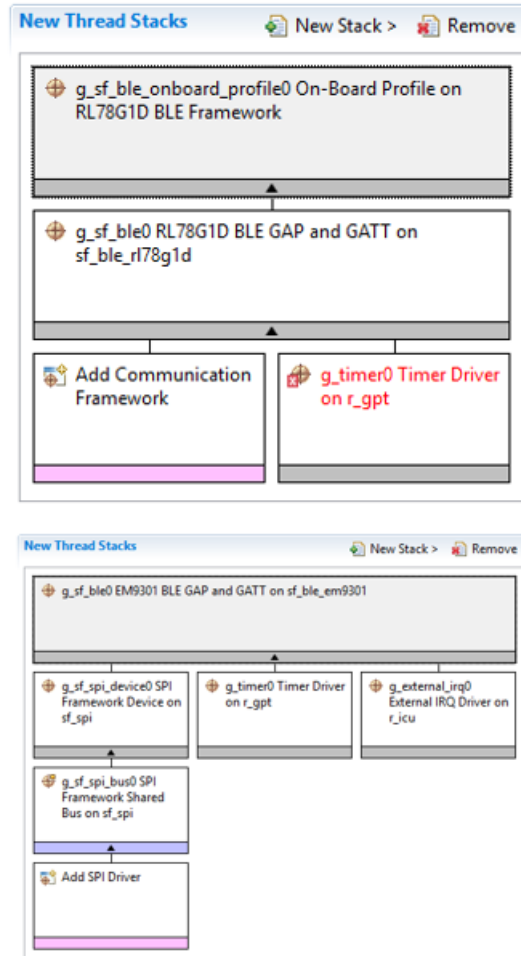 New Thread Stacks New Stack > Remove
g_sf_ble_onboard_profile0 On-Board Profile on
RL78G1D BLE Framework
g_sf_ble0 RL78G1D BLE GAP and GATT on
sf_ble_rl78g1d
Add Communication
Framework
g_timer0 Timer Driver
on r_gpt
New Thread Stacks New Stack > Remove
g_sf_ble0 EM9301 BLE GAP and GATT on sf_ble_em9301
g_sf_spi_device0 SPI
Framework Device on
sf_spi
g_timer0 Timer Driver
on r_gpt
g_external_irq0
External IRQ Driver on
r_icu
g_sf_spi_bus0 SPI
Framework Shared
Bus on sf_spi
Add SPI Driver